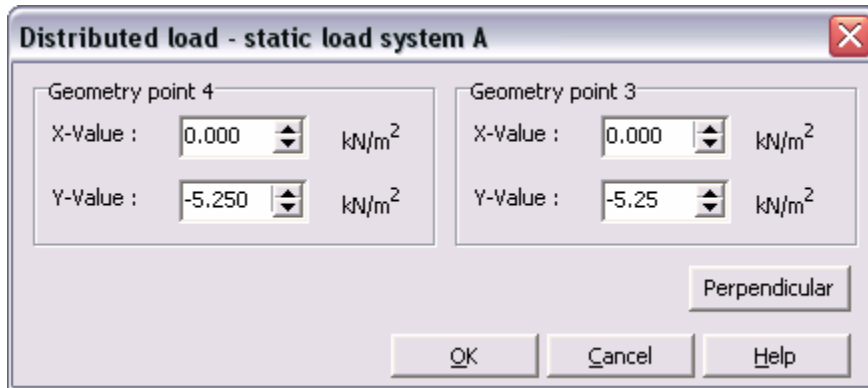 Distributed load - static load system A
Geometry point 4
X-Value : 0.000 kN/m²
Y-Value : -5.250 kN/m²
Geometry point 3
X-Value : 0.000 kN/m²
Y-Value : -5.25 kN/m²
Perpendicular
OK Cancel Help